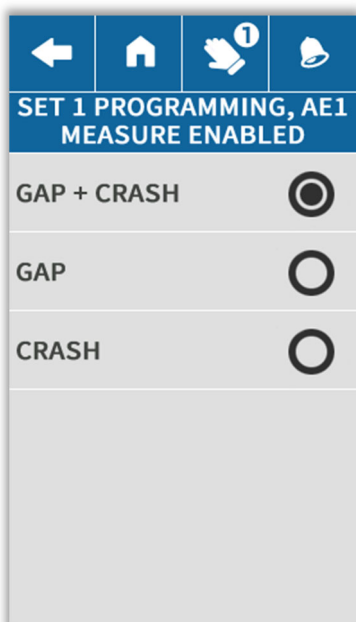 1
SET 1 PROGRAMMING, AE1
MEASURE ENABLED
GAP + CRASH
GAP
CRASH